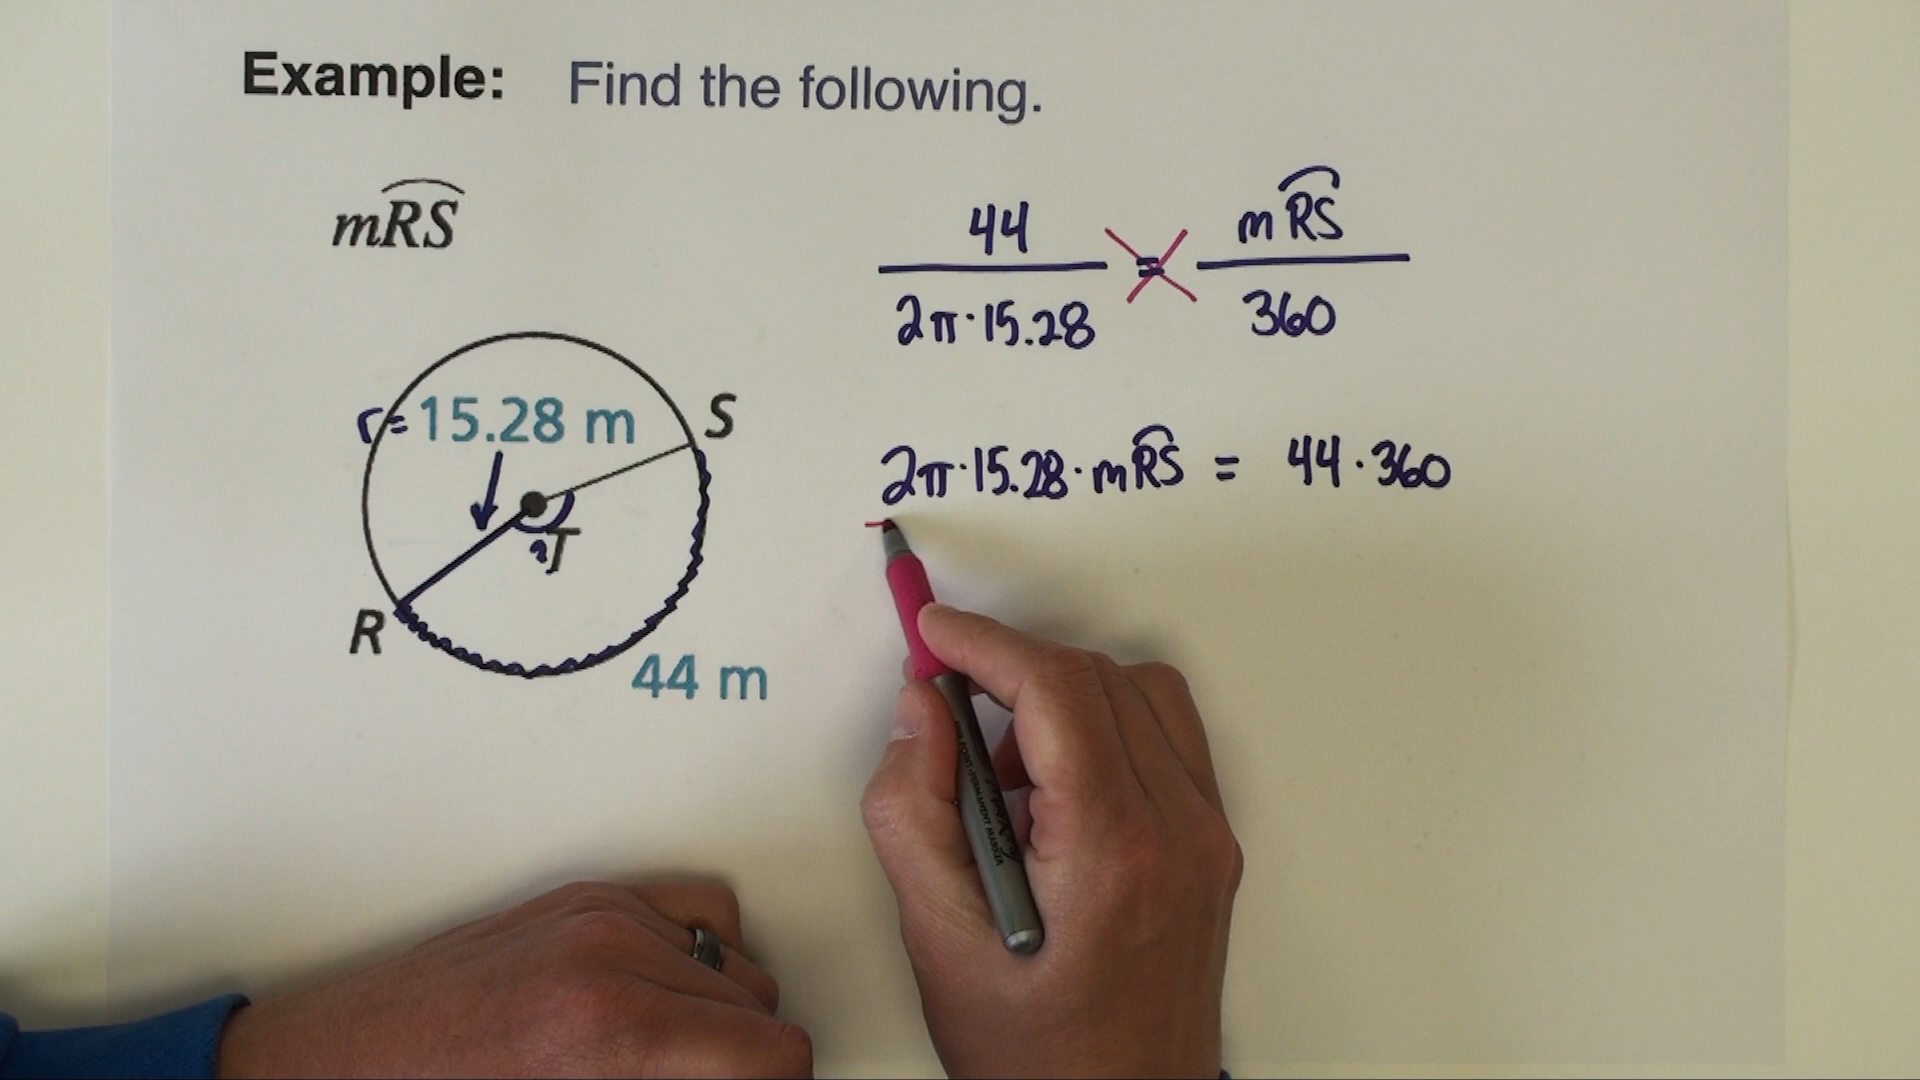 Example: Find the following.
mRS
44 = mRS
2π·15.28 360
r= 15.28 m
S
2π·15.28·mRS = 44·360
T
R
44 m